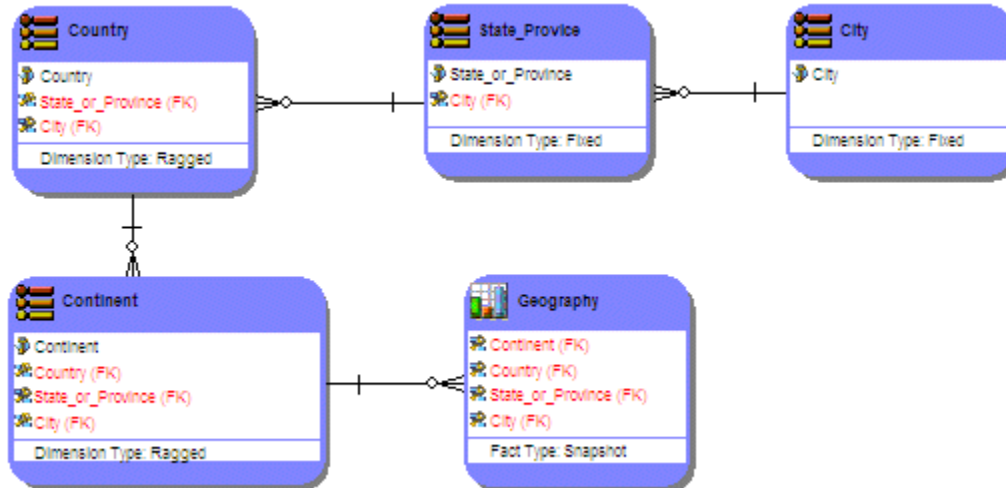 Country
Country
State_or_Province (FK)
City (FK)
Dimension Type: Ragged
State_Provice
State_or_Province
City (FK)
Dimension Type: Fixed
City
City
Dimension Type: Fixed
Continent
Continent
Country (FK)
State_or_Province (FK)
City (FK)
Dimension Type: Ragged
Geography
Continent (FK)
Country (FK)
State_or_Province (FK)
City (FK)
Fact Type: Snapshot